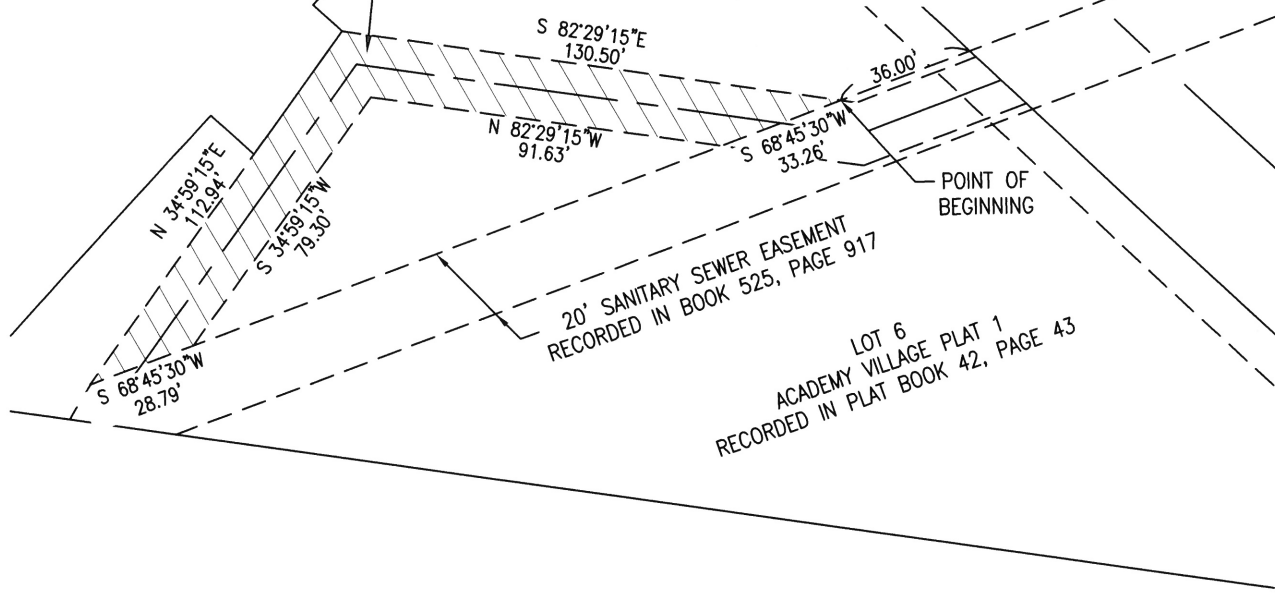 S 82°29'15"E
130.50'
36.00'
N 82°29'15"W
91.63'
S 68°45'30"W
33.26'
POINT OF
BEGINNING
N 34°59'15"E
112.94'
S 34°59'15"W
79.30'
20' SANITARY SEWER EASEMENT
RECORDED IN BOOK 525, PAGE 917
LOT 6
ACADEMY VILLAGE PLAT 1
RECORDED IN PLAT BOOK 42, PAGE 43
S 68°45'30"W
28.79'